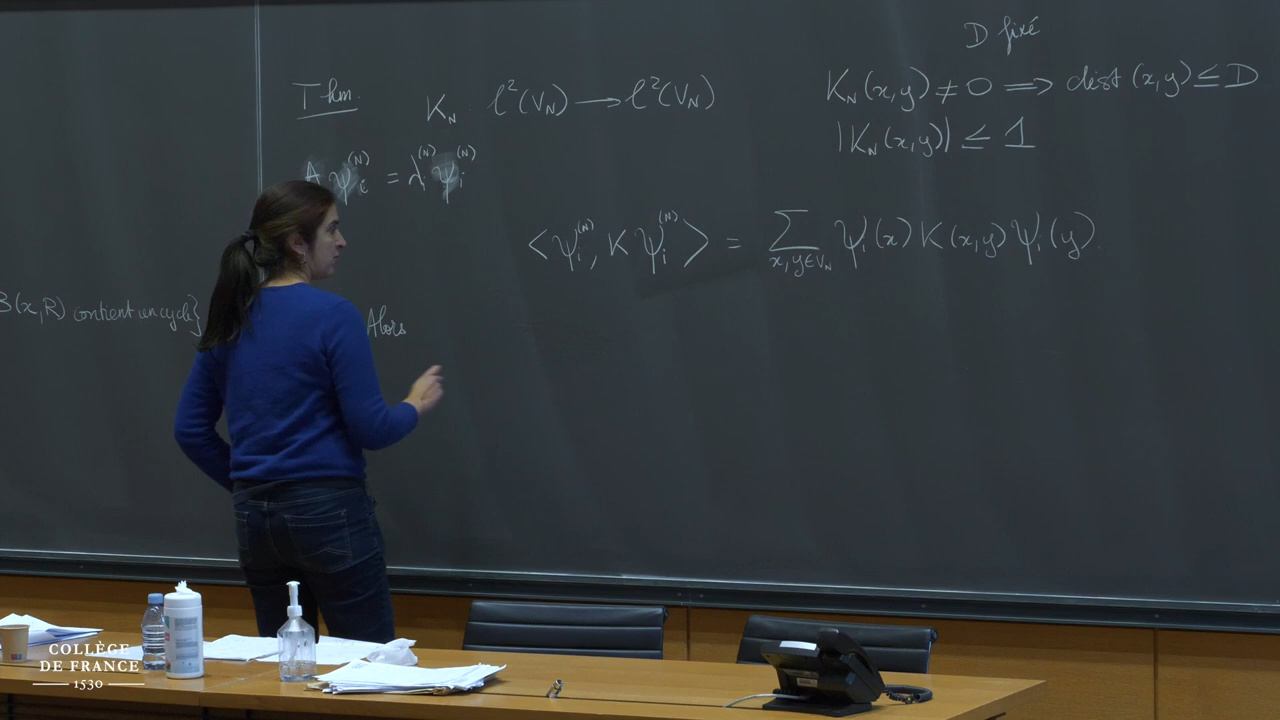 D fixé
Thm.
K_N ℓ²(V_N) ⟶ ℓ²(V_N)
K_N(x,y) ≠ 0 ⟹ dist(x,y) ≤ D
|K_N(x,y)| ≤ 1
A ψ_i^{(N)} = λ_i^{(N)} ψ_i^{(N)}
<ψ_i^{(N)}, K ψ_i^{(N)}> = ∑_{x,y∈V_N} ψ_i(x) K(x,y) ψ_i(y).
B(x,R) contient un cycle}
Alors
COLLÈGE
DE FRANCE
1530